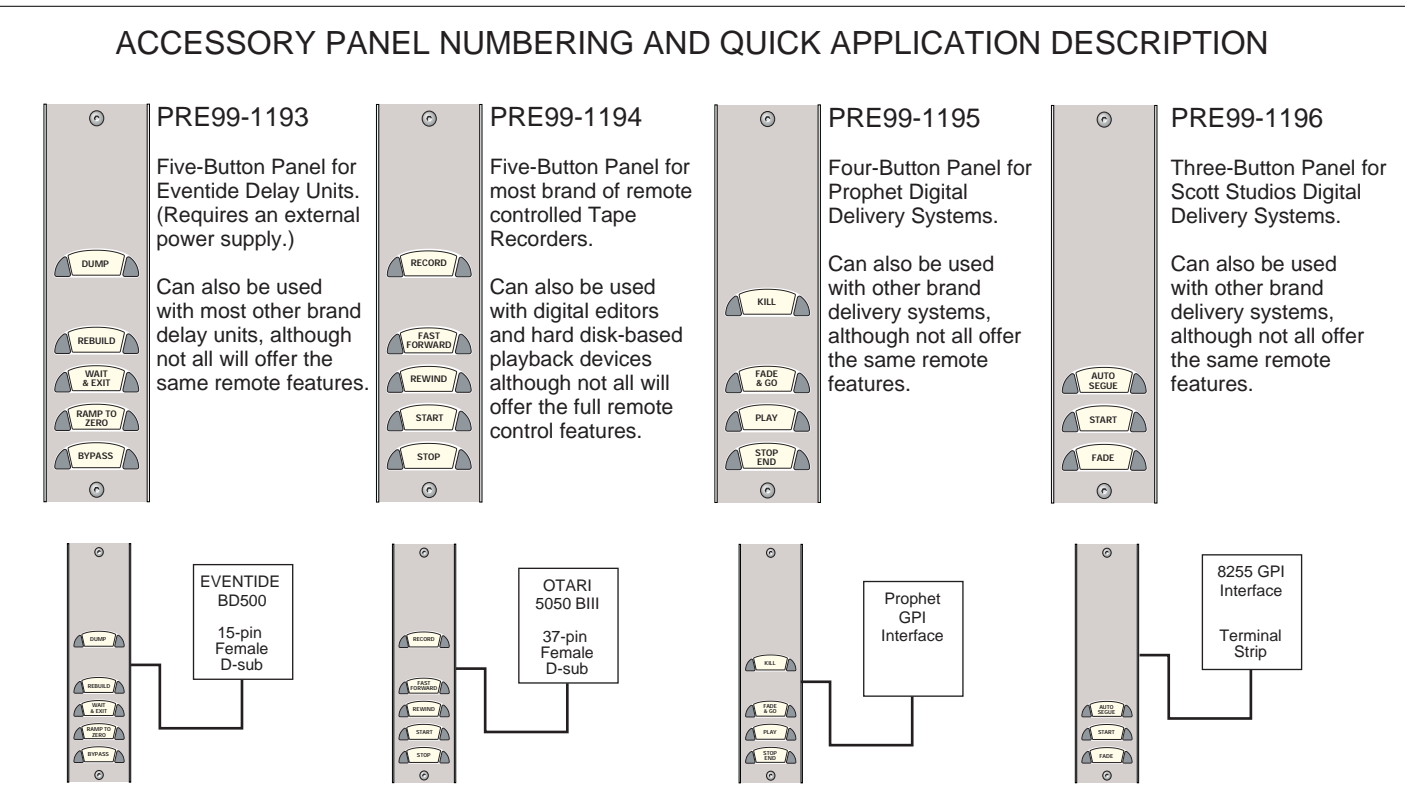 ACCESSORY PANEL NUMBERING AND QUICK APPLICATION DESCRIPTION
PRE99-1193
Five-Button Panel for
Eventide Delay Units.
(Requires an external
power supply.)
Can also be used
with most other brand
delay units, although
not all will offer the
same remote features.
DUMP
REBUILD
WAIT
& EXIT
RAMP TO
ZERO
BYPASS
PRE99-1194
Five-Button Panel for
most brand of remote
controlled Tape
Recorders.
Can also be used
with digital editors
and hard disk-based
playback devices
although not all will
offer the full remote
control features.
RECORD
FAST
FORWARD
REWIND
START
STOP
PRE99-1195
Four-Button Panel for
Prophet Digital
Delivery Systems.
Can also be used
with other brand
delivery systems,
although not all offer
the same remote
features.
KILL
FADE
& GO
PLAY
STOP
END
PRE99-1196
Three-Button Panel for
Scott Studios Digital
Delivery Systems.
Can also be used
with other brand
delivery systems,
although not all offer
the same remote
features.
AUTO
SEGUE
START
FADE
DUMP
REBUILD
WAIT
& EXIT
RAMP TO
ZERO
BYPASS
EVENTIDE
BD500
15-pin
Female
D-sub
RECORD
FAST
FORWARD
REWIND
START
STOP
OTARI
5050 BIII
37-pin
Female
D-sub
KILL
FADE
& GO
PLAY
STOP
END
Prophet
GPI
Interface
AUTO
SEGUE
START
FADE
8255 GPI
Interface
Terminal
Strip